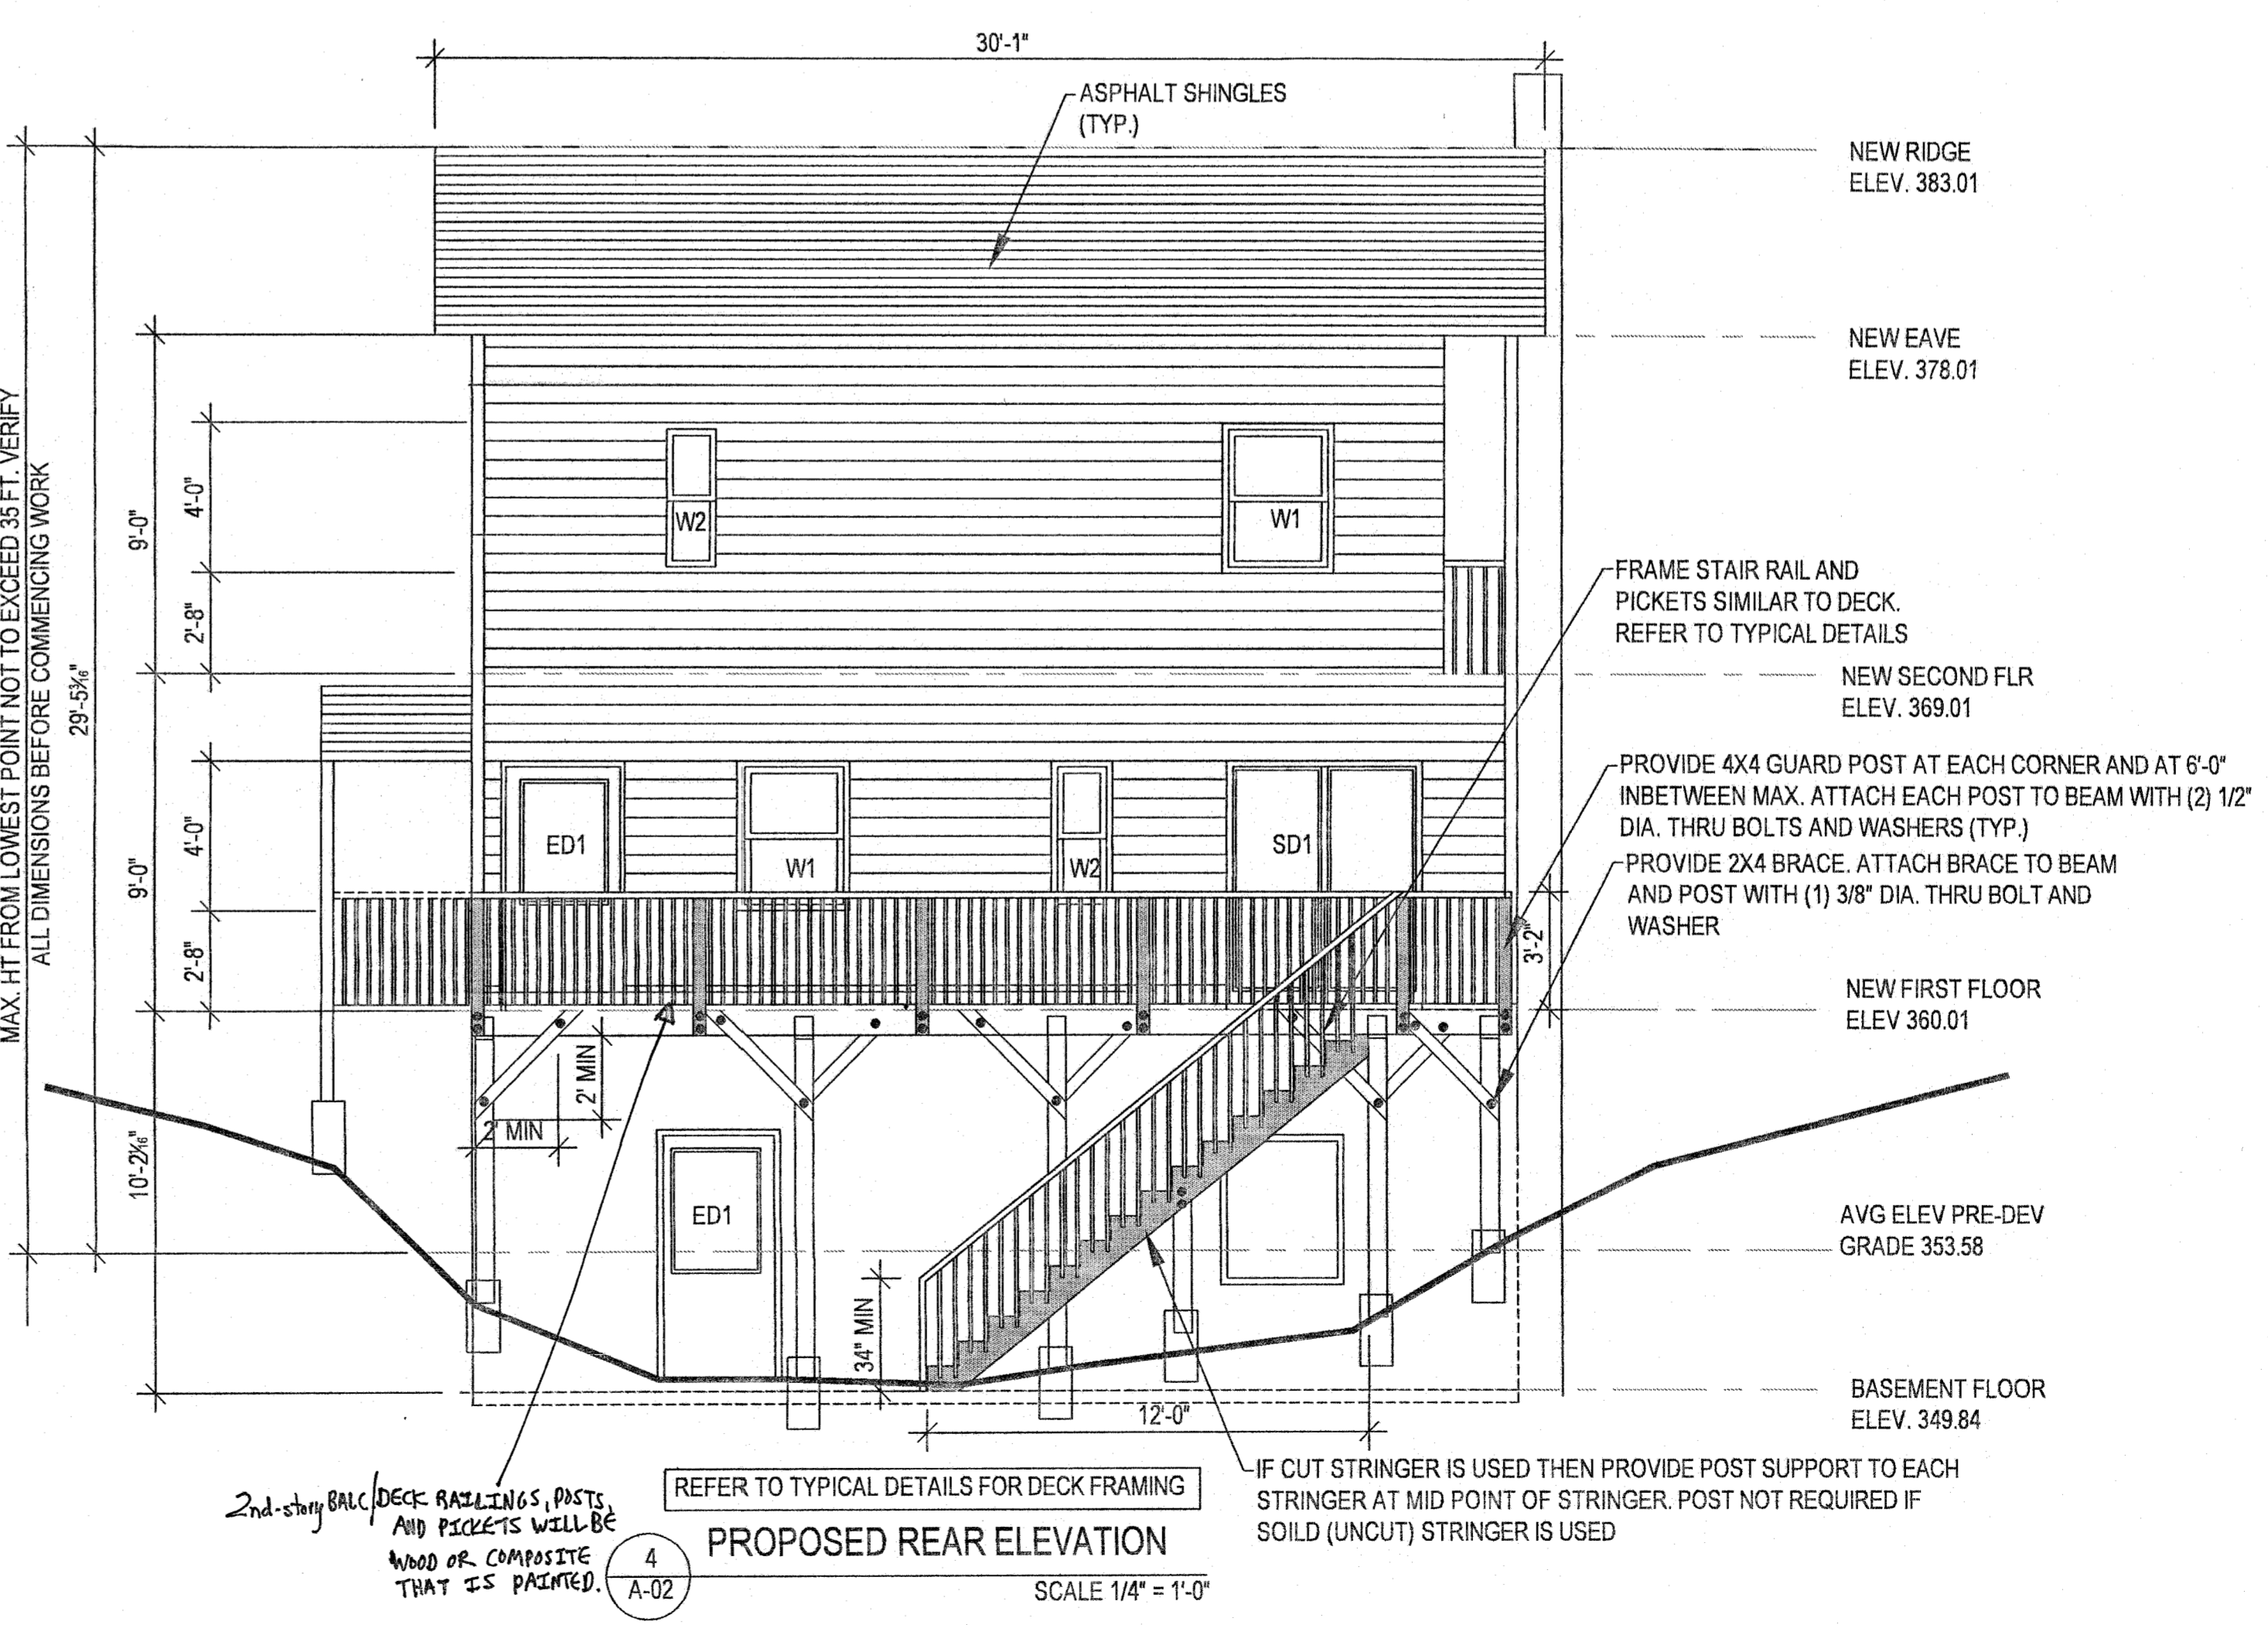 30'-1"
ASPHALT SHINGLES
(TYP.)
NEW RIDGE
ELEV. 383.01
NEW EAVE
ELEV. 378.01
MAX. HT FROM LOWEST POINT NOT TO EXCEED 35 FT. VERIFY
ALL DIMENSIONS BEFORE COMMENCING WORK
29'-5 3/16"
9'-0"
4'-0"
2'-8"
W2
W1
FRAME STAIR RAIL AND
PICKETS SIMILAR TO DECK.
REFER TO TYPICAL DETAILS
NEW SECOND FLR
ELEV. 369.01
PROVIDE 4X4 GUARD POST AT EACH CORNER AND AT 6'-0"
INBETWEEN MAX. ATTACH EACH POST TO BEAM WITH (2) 1/2"
DIA. THRU BOLTS AND WASHERS (TYP.)
PROVIDE 2X4 BRACE. ATTACH BRACE TO BEAM
AND POST WITH (1) 3/8" DIA. THRU BOLT AND
WASHER
9'-0"
4'-0"
2'-8"
ED1
W1
W2
SD1
3'-2"
NEW FIRST FLOOR
ELEV 360.01
2' MIN
2' MIN
10'-2 1/16"
ED1
34" MIN
AVG ELEV PRE-DEV
GRADE 353.58
BASEMENT FLOOR
ELEV. 349.84
12'-0"
IF CUT STRINGER IS USED THEN PROVIDE POST SUPPORT TO EACH
STRINGER AT MID POINT OF STRINGER. POST NOT REQUIRED IF
SOILD (UNCUT) STRINGER IS USED
2nd-story BALC/DECK RAILINGS, POSTS,
AND PICKETS WILL BE
WOOD OR COMPOSITE
THAT IS PAINTED.
REFER TO TYPICAL DETAILS FOR DECK FRAMING
4
A-02
PROPOSED REAR ELEVATION
SCALE 1/4" = 1'-0"